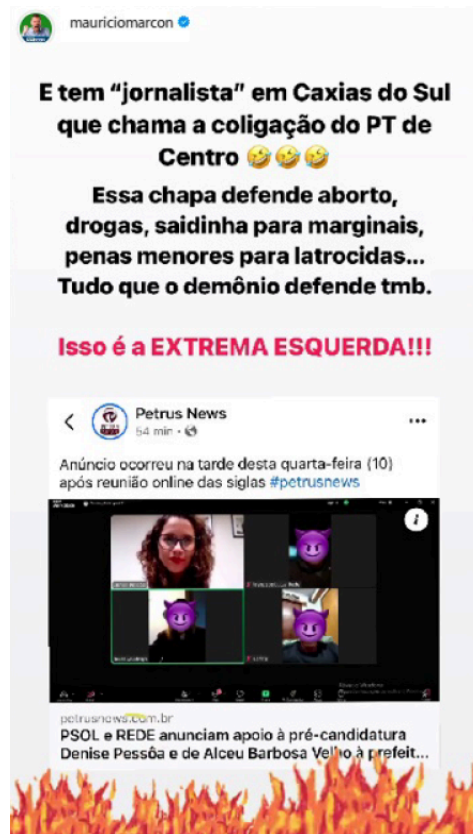 mauriciomarcon
E tem “jornalista” em Caxias do Sul
que chama a coligação do PT de
Centro 🤣🤣🤣
Essa chapa defende aborto,
drogas, saidinha para marginais,
penas menores para latrocidas...
Tudo que o demônio defende tmb.
Isso é a EXTREMA ESQUERDA!!!
Petrus News
54 min
Anúncio ocorreu na tarde desta quarta-feira (10)
após reunião online das siglas #petrusnews
petrusnews.com.br
PSOL e REDE anunciam apoio à pré-candidatura
Denise Pessôa e de Alceu Barbosa Velho à prefeit...